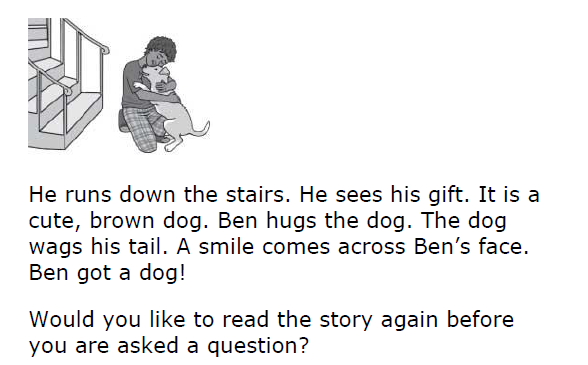 He runs down the stairs. He sees his gift. It is a
cute, brown dog. Ben hugs the dog. The dog
wags his tail. A smile comes across Ben’s face.
Ben got a dog!
Would you like to read the story again before
you are asked a question?